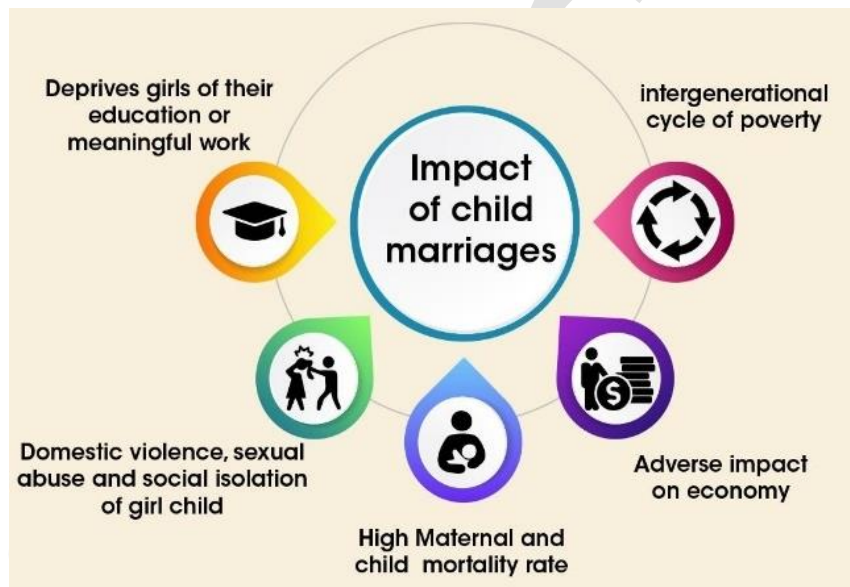 Deprives girls of their
education or
meaningful work
Impact
of child
marriages
intergenerational
cycle of poverty
Domestic violence, sexual
abuse and social isolation
of girl child
High Maternal and
child mortality rate
Adverse impact
on economy
$